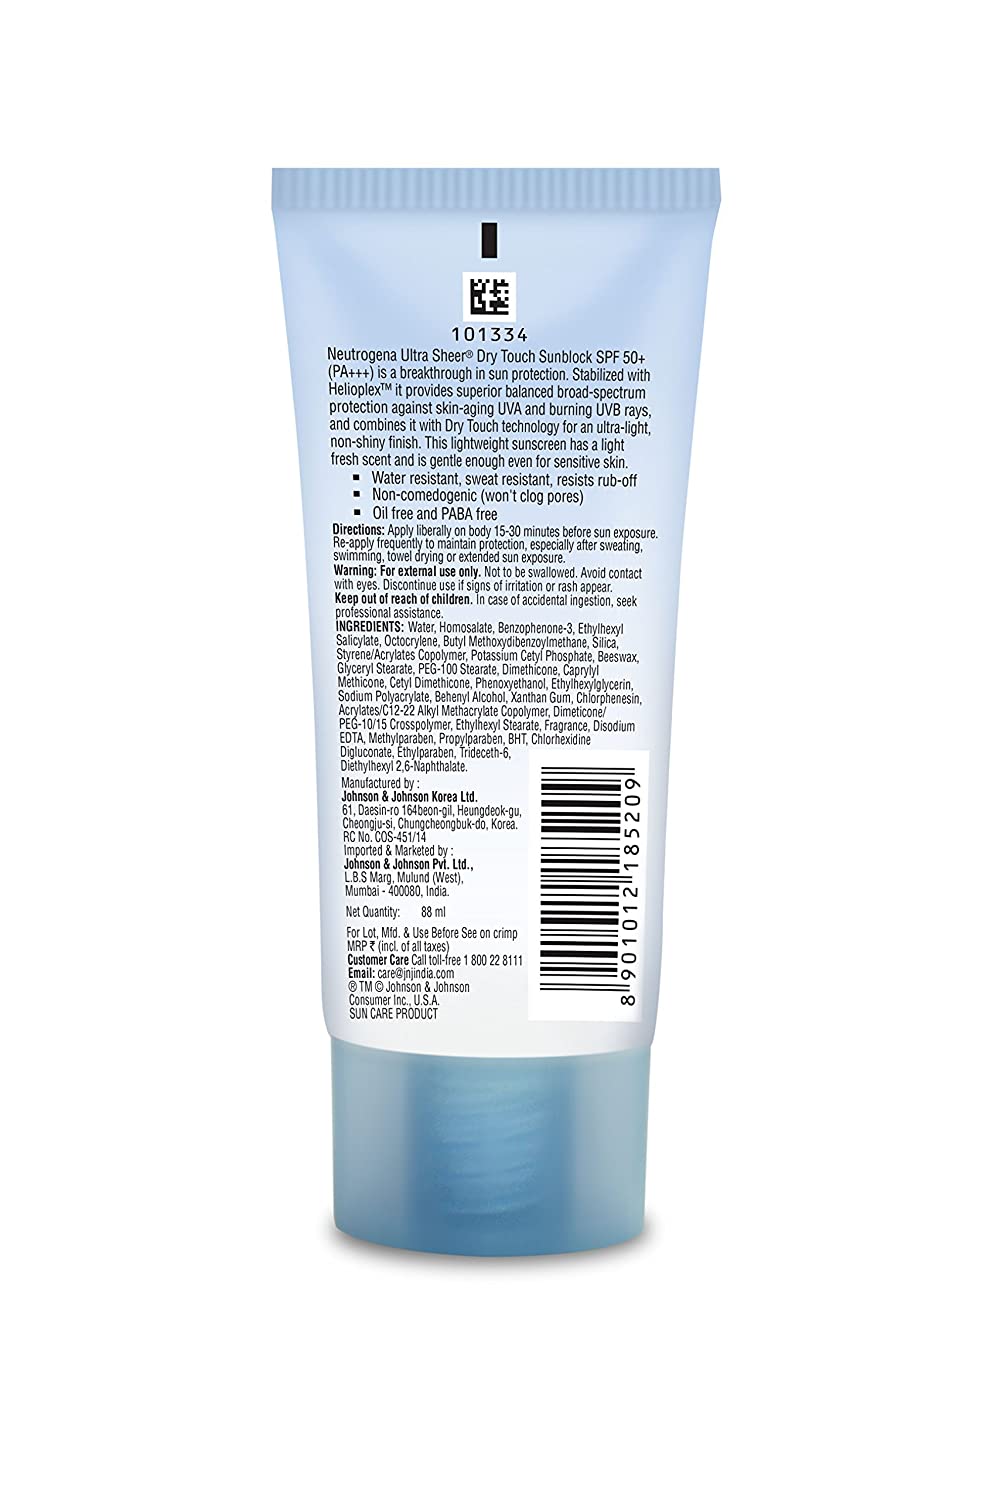 101334
Neutrogena Ultra Sheer® Dry Touch Sunblock SPF 50+
(PA+++) is a breakthrough in sun protection. Stabilized with
Helioplex™ it provides superior balanced broad-spectrum
protection against skin-aging UVA and burning UVB rays,
and combines it with Dry Touch technology for an ultra-light,
non-shiny finish. This lightweight sunscreen has a light
fresh scent and is gentle enough even for sensitive skin.
▪ Water resistant, sweat resistant, resists rub-off
▪ Non-comedogenic (won't clog pores)
▪ Oil free and PABA free
Directions: Apply liberally on body 15-30 minutes before sun exposure.
Re-apply frequently to maintain protection, especially after sweating,
swimming, towel drying or extended sun exposure.
Warning: For external use only. Not to be swallowed. Avoid contact
with eyes. Discontinue use if signs of irritation or rash appear.
Keep out of reach of children. In case of accidental ingestion, seek
professional assistance.
INGREDIENTS: Water, Homosalate, Benzophenone-3, Ethylhexyl
Salicylate, Octocrylene, Butyl Methoxydibenzoylmethane, Silica,
Styrene/Acrylates Copolymer, Potassium Cetyl Phosphate, Beeswax,
Glyceryl Stearate, PEG-100 Stearate, Dimethicone, Caprylyl
Methicone, Cetyl Dimethicone, Phenoxyethanol, Ethylhexylglycerin,
Sodium Polyacrylate, Behenyl Alcohol, Xanthan Gum, Chlorphenesin,
Acrylates/C12-22 Alkyl Methacrylate Copolymer, Dimeticone/
PEG-10/15 Crosspolymer, Ethylhexyl Stearate, Fragrance, Disodium
EDTA, Methylparaben, Propylparaben, BHT, Chlorhexidine
Digluconate, Ethylparaben, Trideceth-6,
Diethylhexyl 2,6-Naphthalate.
Manufactured by :
Johnson & Johnson Korea Ltd.
61, Daesin-ro 164beon-gil, Heungdeok-gu,
Cheongju-si, Chungcheongbuk-do, Korea.
RC No. COS-451/14
Imported & Marketed by :
Johnson & Johnson Pvt. Ltd.,
L.B.S Marg, Mulund (West),
Mumbai - 400080, India.
Net Quantity: 88 ml
For Lot, Mfd. & Use Before See on crimp
MRP ₹ (incl. of all taxes)
Customer Care Call toll-free 1 800 22 8111
Email: care@jnjindia.com
® TM © Johnson & Johnson
Consumer Inc., U.S.A.
SUN CARE PRODUCT
8 901012 185209